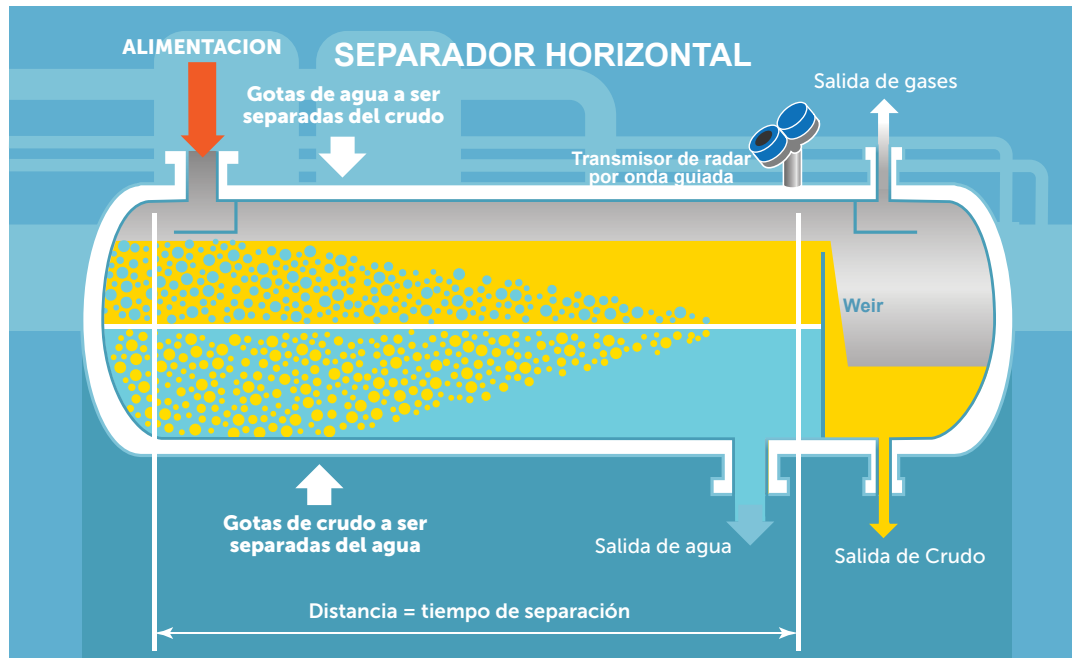 ALIMENTACION
SEPARADOR HORIZONTAL
Gotas de agua a ser
separadas del crudo
Salida de gases
Transmisor de radar
por onda guiada
Weir
Gotas de crudo a ser
separadas del agua
Salida de agua
Salida de Crudo
Distancia = tiempo de separación